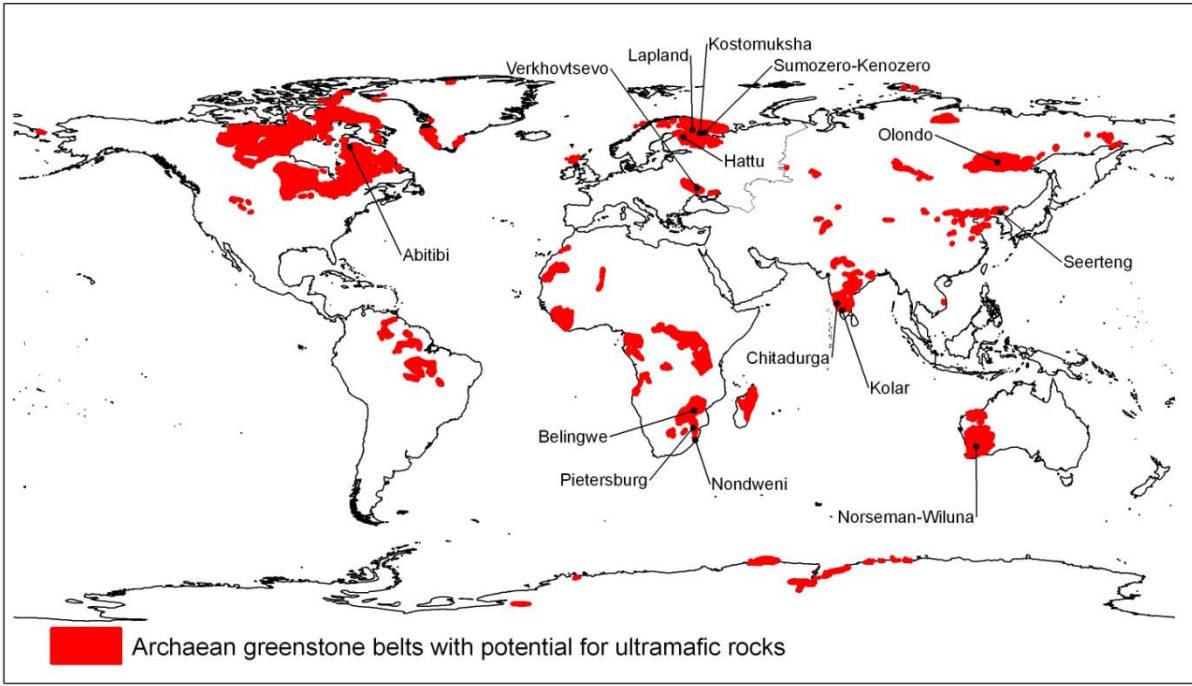 Kostomuksha
Lapland
Sumozero-Kenozero
Verkhovtsevo
Olondo
Hattu
Abitibi
Seerteng
Chitadurga
Kolar
Belingwe
Pietersburg
Nondweni
Norseman-Wiluna
Archaean greenstone belts with potential for ultramafic rocks